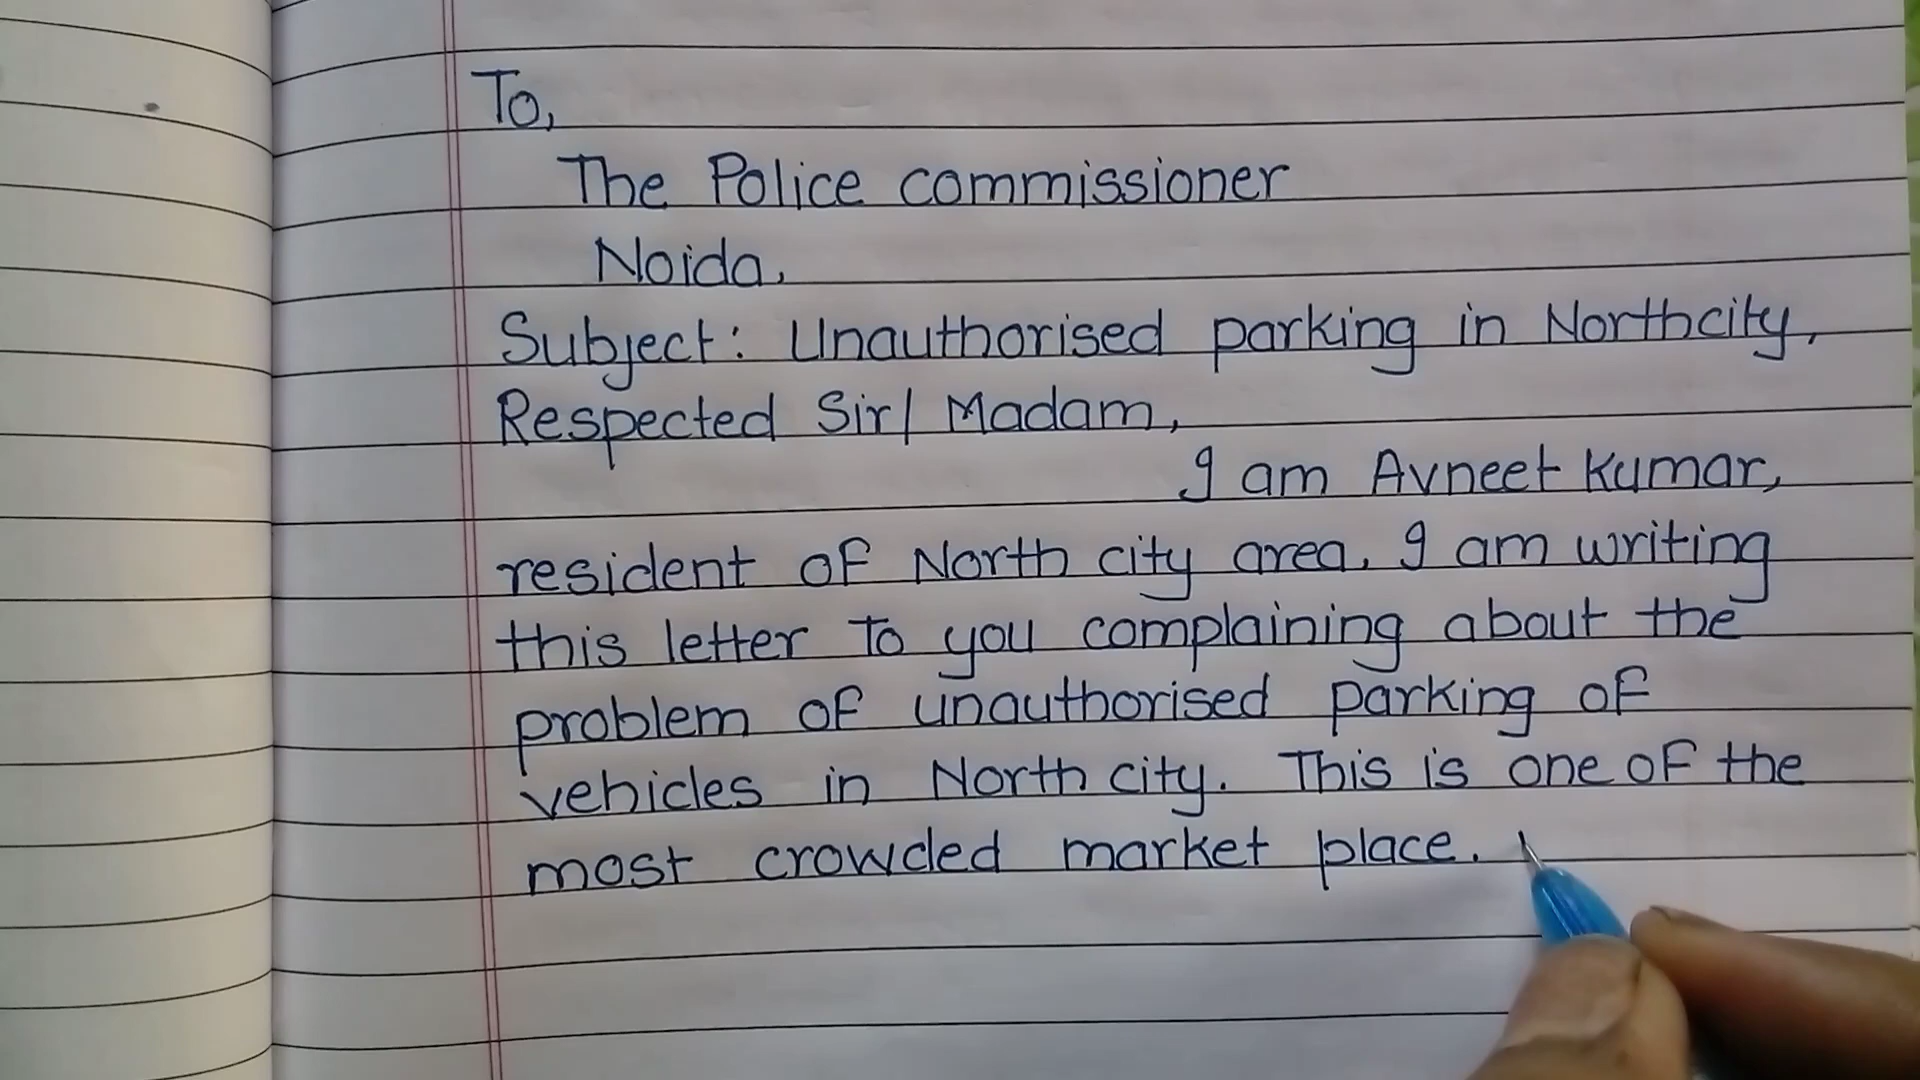 To,
The Police commissioner
Noida,
Subject: Unauthorised parking in Northcity,
Respected Sir/ Madam,
I am Avneet Kumar,
resident of North city area. I am writing
this letter to you complaining about the
problem of unauthorised parking of
vehicles in North city. This is one of the
most crowded market place.